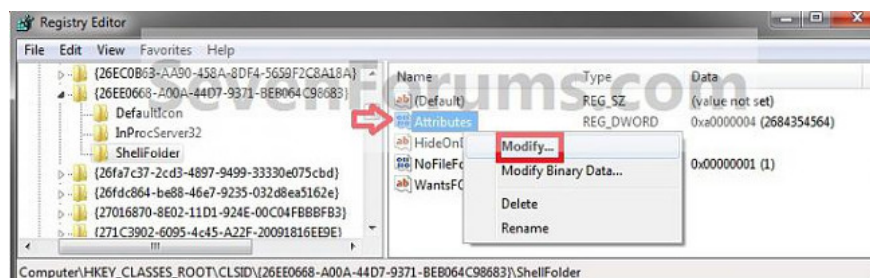 Registry Editor
File Edit View Favorites Help
SevenForums.com
{26EC0B63-AA90-458A-8DF4-5659F2C8A18A}
{26EE0668-A00A-44D7-9371-BEB064C98683}
DefaultIcon
InProcServer32
ShellFolder
{26fa7c37-2cd3-4897-9499-33330e075cbd}
{26fdc864-be88-46e7-9235-032d8ea5162e}
{27016870-8E02-11D1-924E-00C04FBBBFB3}
{271C3902-6095-4c45-A22F-20091816EE9E}
Name Type Data
(Default) REG_SZ (value not set)
Attributes REG_DWORD 0xa0000004 (2684354564)
HideOnD
NoFileFo 0x00000001 (1)
WantsFO
Modify...
Modify Binary Data...
Delete
Rename
Computer\HKEY_CLASSES_ROOT\CLSID\{26EE0668-A00A-44D7-9371-BEB064C98683}\ShellFolder